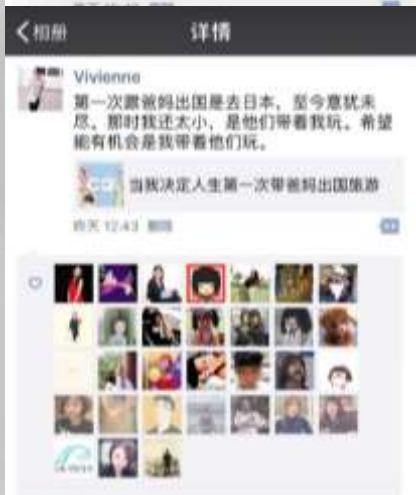 相册
详情
Vivienne
第一次跟爸妈出国是去日本，至今意犹未
尽。那时我还太小，是他们带着我玩。希望
能有机会是我带着他们玩。
当我决定人生第一次带爸妈出国旅游
昨天 12:43 删除